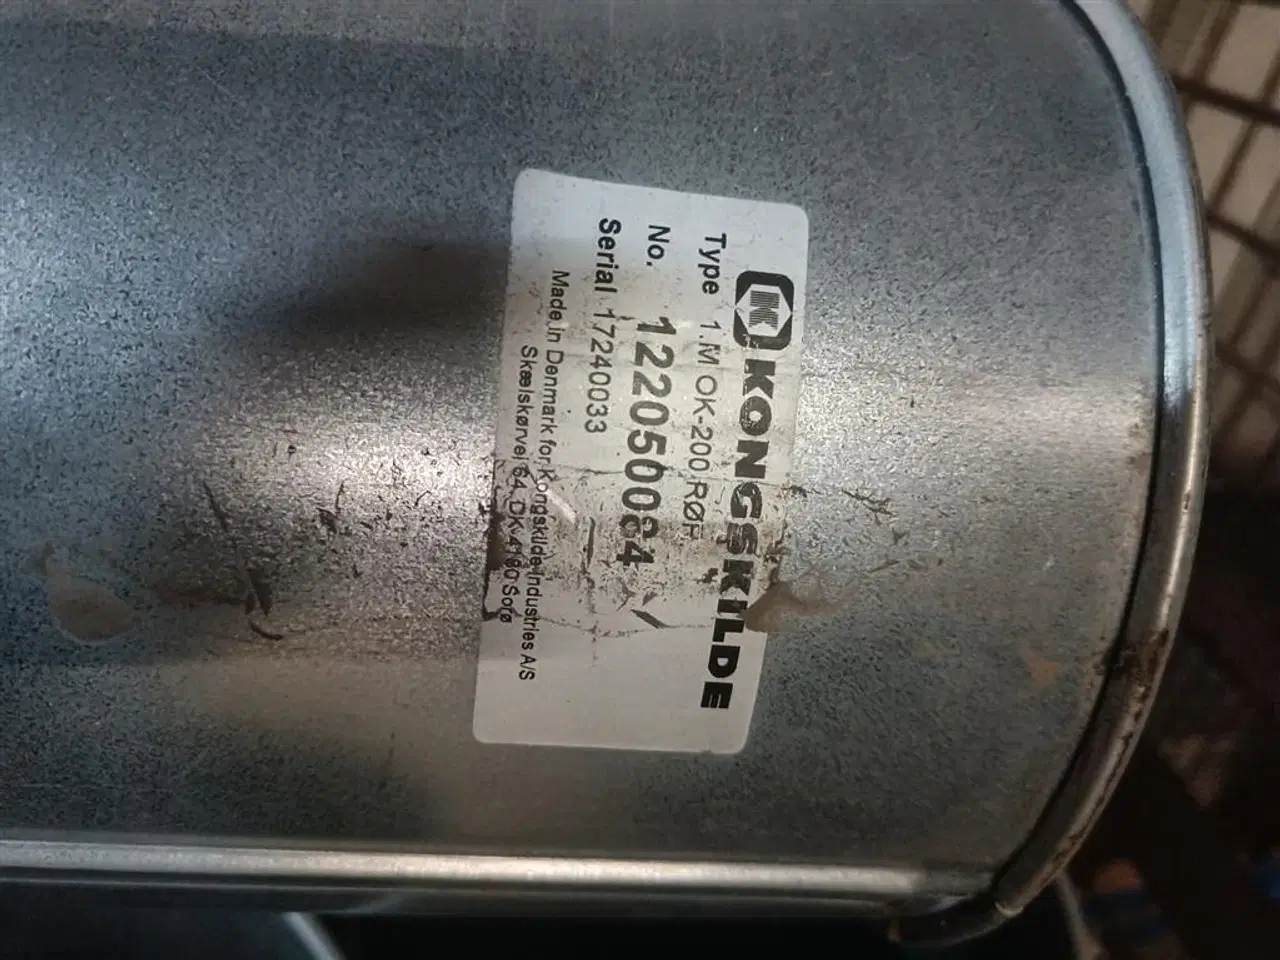 KONGSKILDE
Type 1.M OK-200 RØR
No. 122050064
Serial 17240033
Made in Denmark for Kongskilde Industries A/S
Skælskørvej 64, DK-4180 Sorø